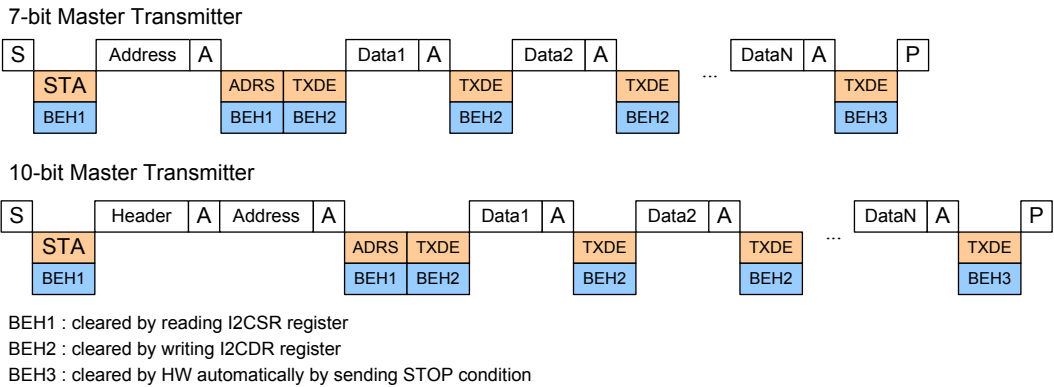 7-bit Master Transmitter
S Address A Data1 A Data2 A ... DataN A P
STA ADRS TXDE TXDE TXDE TXDE
BEH1 BEH1 BEH2 BEH2 BEH2 BEH3
10-bit Master Transmitter
S Header A Address A Data1 A Data2 A ... DataN A P
STA ADRS TXDE TXDE TXDE TXDE
BEH1 BEH1 BEH2 BEH2 BEH2 BEH3
BEH1 : cleared by reading I2CSR register
BEH2 : cleared by writing I2CDR register
BEH3 : cleared by HW automatically by sending STOP condition